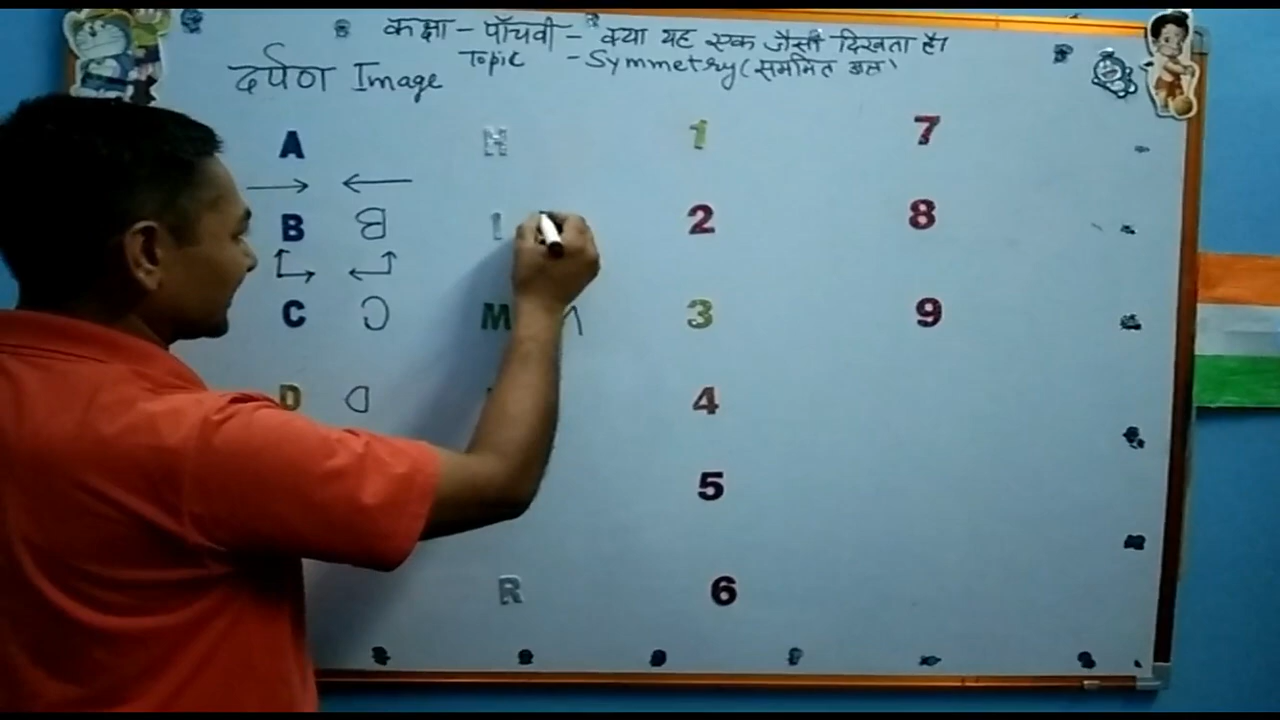 कक्षा - पाँचवी - क्या यह एक जैसा दिखता है।
Topic - Symmetry (सममित
दर्पण Image
A H 1 7
B B I 2 8
C C M 3 9
D D 4
5
R 6